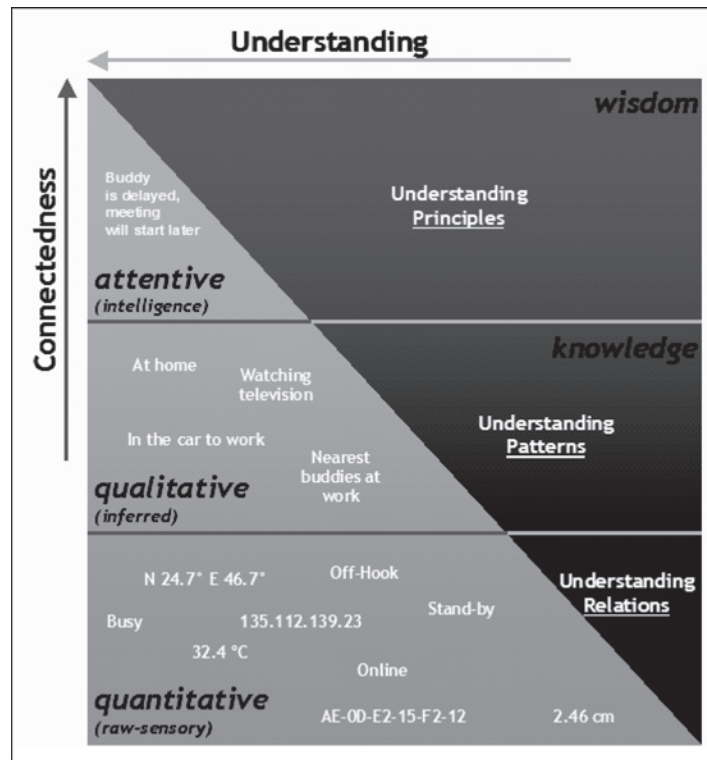 Understanding
Connectedness
wisdom
Buddy
is delayed,
meeting
will start later
Understanding
Principles
attentive
(intelligence)
knowledge
At home
Watching
television
Understanding
Patterns
In the car to work
Nearest
buddies at
work
qualitative
(inferred)
N 24.7° E 46.7°
Off-Hook
Understanding
Relations
Busy
135.112.139.23
Stand-by
32.4 °C
Online
quantitative
(raw-sensory)
AE-0D-E2-15-F2-12
2.46 cm